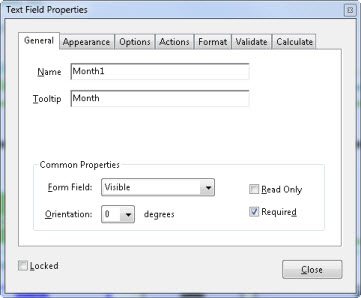 Text Field Properties
General Appearance Options Actions Format Validate Calculate
Name Month1
Tooltip Month
Common Properties
Form Field: Visible Read Only
Orientation: 0 degrees Required
Locked Close